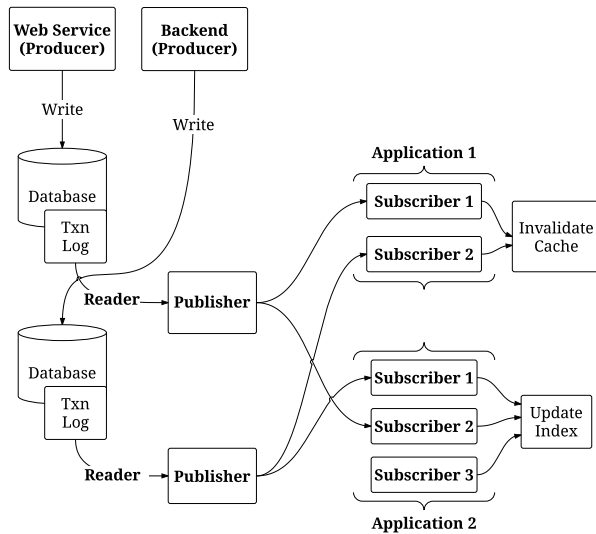 Web Service
(Producer)
Backend
(Producer)
Write
Write
Database
Txn
Log
Reader
Publisher
Database
Txn
Log
Reader
Publisher
Application 1
Subscriber 1
Subscriber 2
Invalidate
Cache
Subscriber 1
Subscriber 2
Subscriber 3
Update
Index
Application 2